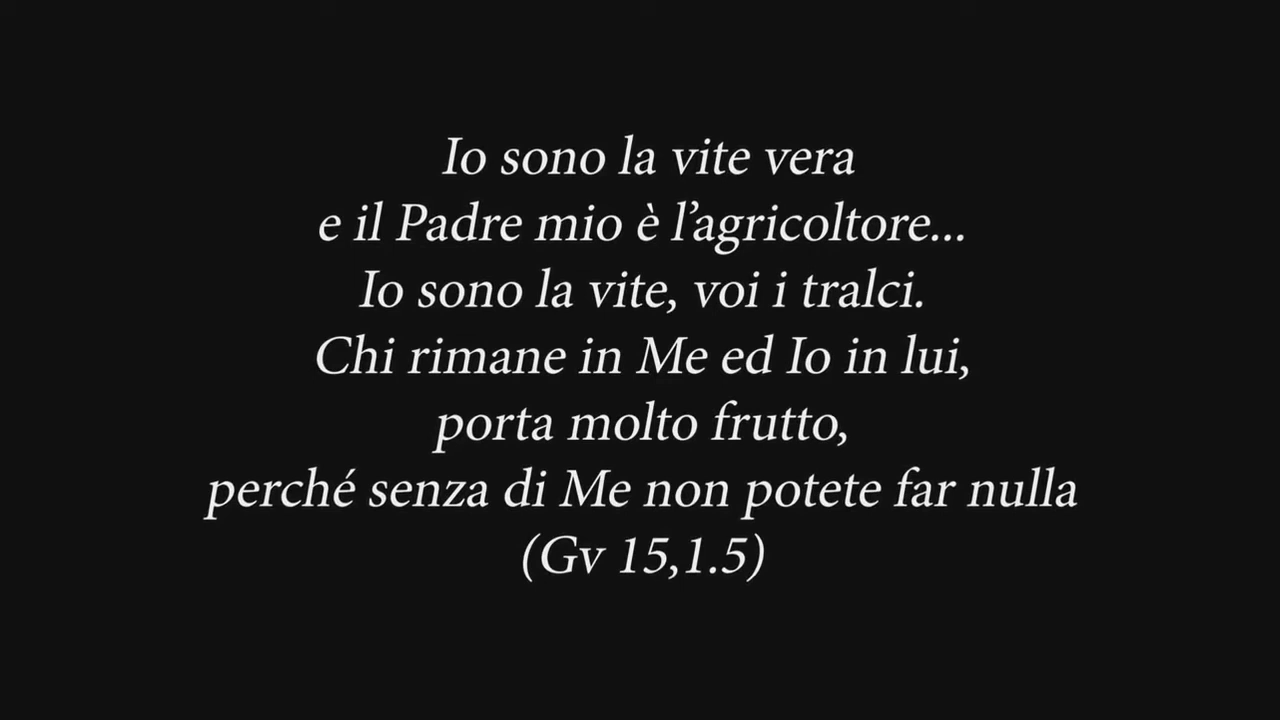 Io sono la vite vera
e il Padre mio è l’agricoltore...
Io sono la vite, voi i tralci.
Chi rimane in Me ed Io in lui,
porta molto frutto,
perché senza di Me non potete far nulla
(Gv 15,1.5)